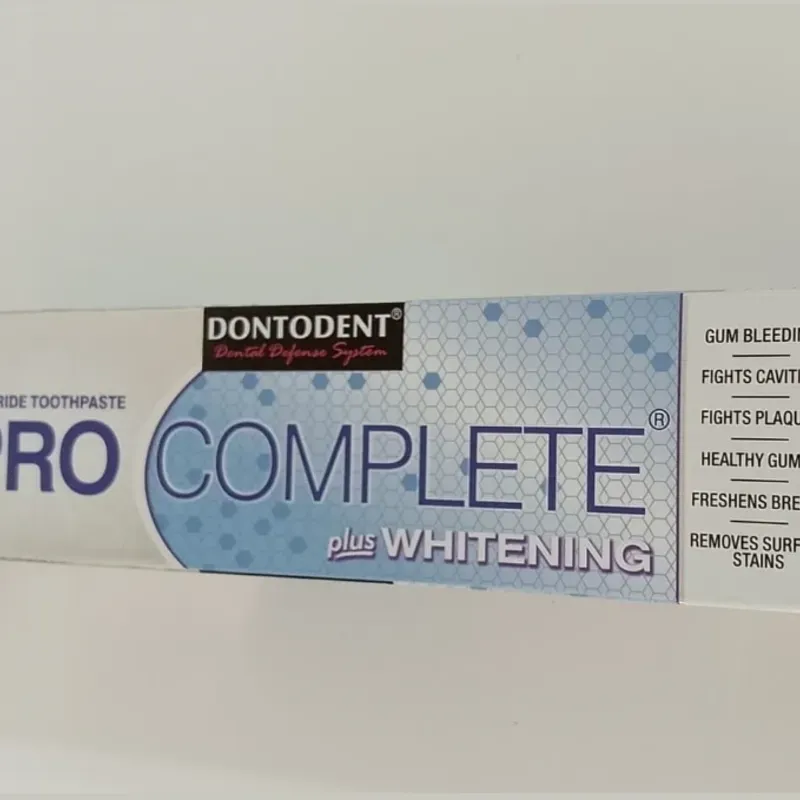 DONTODENT®
Dental Defense System
RIDE TOOTHPASTE
PRO COMPLETE®
plus WHITENING
GUM BLEEDIN
FIGHTS CAVIT
FIGHTS PLAQU
HEALTHY GUM
FRESHENS BRE
REMOVES SURF
STAINS